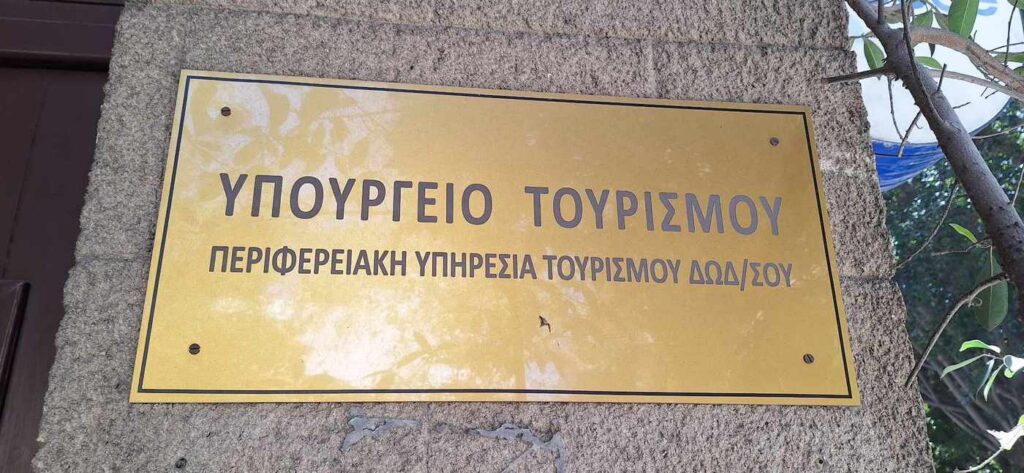 ΥΠΟΥΡΓΕΙΟ ΤΟΥΡΙΣΜΟΥ
ΠΕΡΙΦΕΡΕΙΑΚΗ ΥΠΗΡΕΣΙΑ ΤΟΥΡΙΣΜΟΥ ΔΩΔ/ΣΟΥ